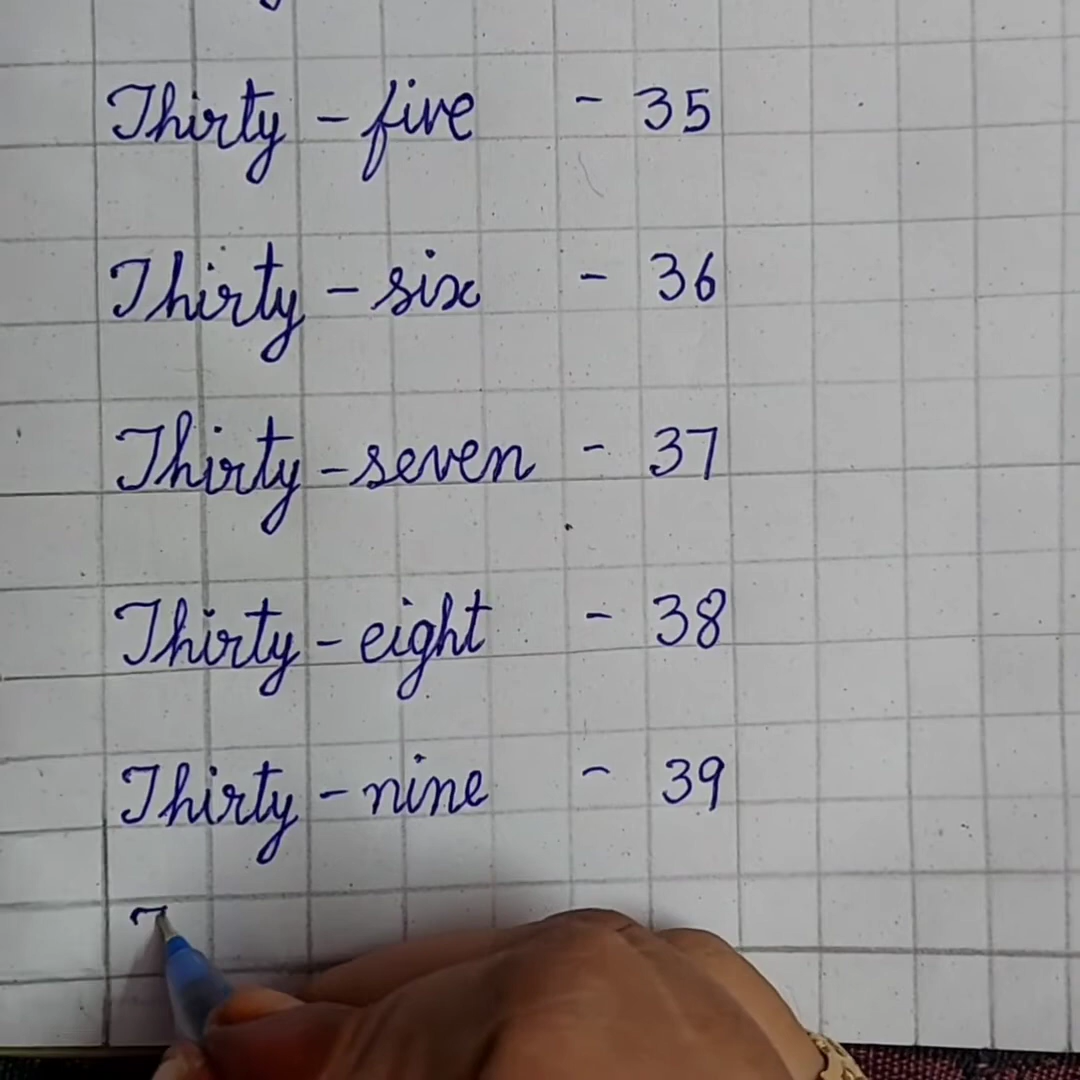 Thirty - five - 35
Thirty - six - 36
Thirty - seven - 37
Thirty - eight - 38
Thirty - nine - 39